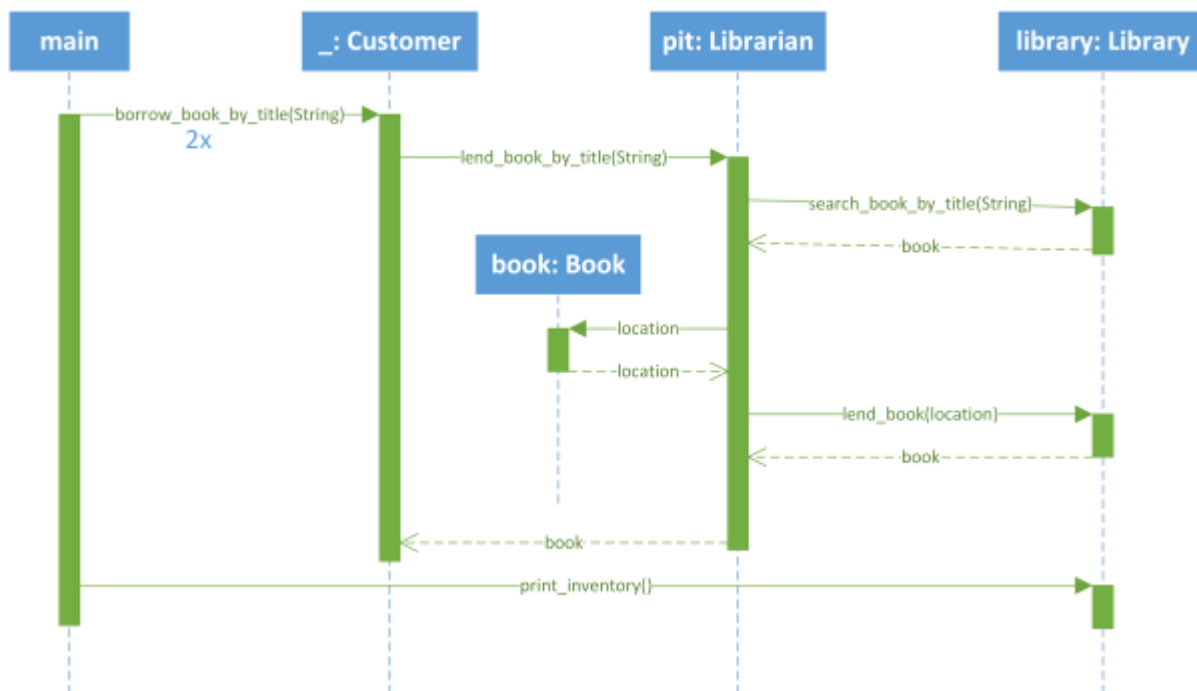 main
_: Customer
pit: Librarian
library: Library
borrow_book_by_title(String)
2x
lend_book_by_title(String)
search_book_by_title(String)
book
book: Book
location
location
lend_book(location)
book
book
print_inventory()